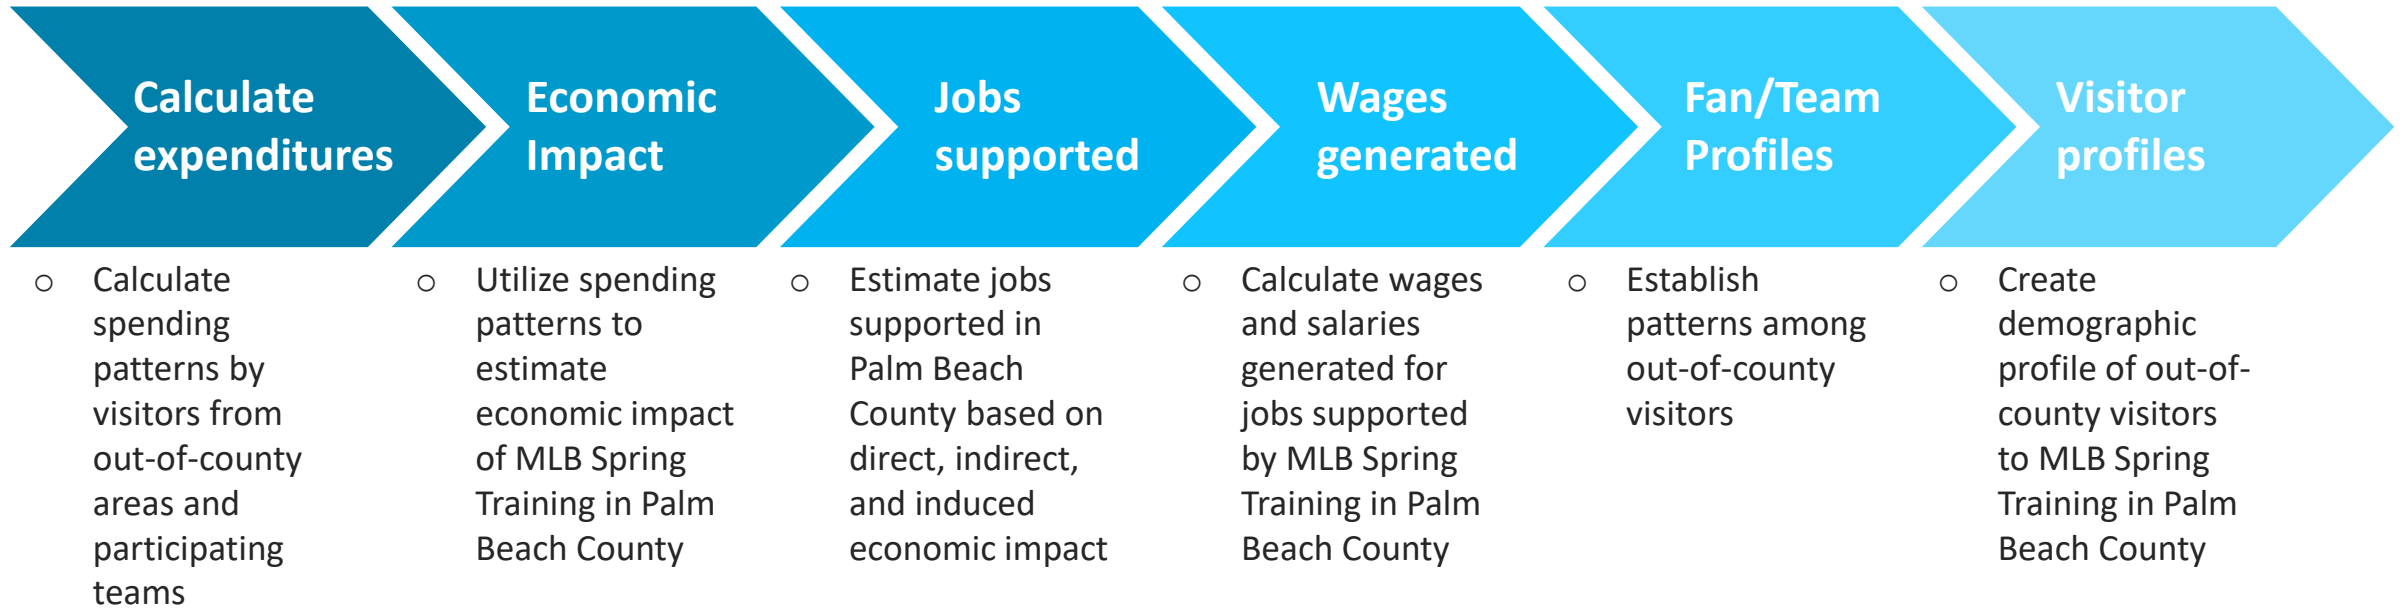 Calculate
expenditures
Economic
Impact
Jobs
supported
Wages
generated
Fan/Team
Profiles
Visitor
profiles
○ Calculate
spending
patterns by
visitors from
out-of-county
areas and
participating
teams
○ Utilize spending
patterns to
estimate
economic impact
of MLB Spring
Training in Palm
Beach County
○ Estimate jobs
supported in
Palm Beach
County based on
direct, indirect,
and induced
economic impact
○ Calculate wages
and salaries
generated for
jobs supported
by MLB Spring
Training in Palm
Beach County
○ Establish
patterns among
out-of-county
visitors
○ Create
demographic
profile of out-of-
county visitors
to MLB Spring
Training in Palm
Beach County